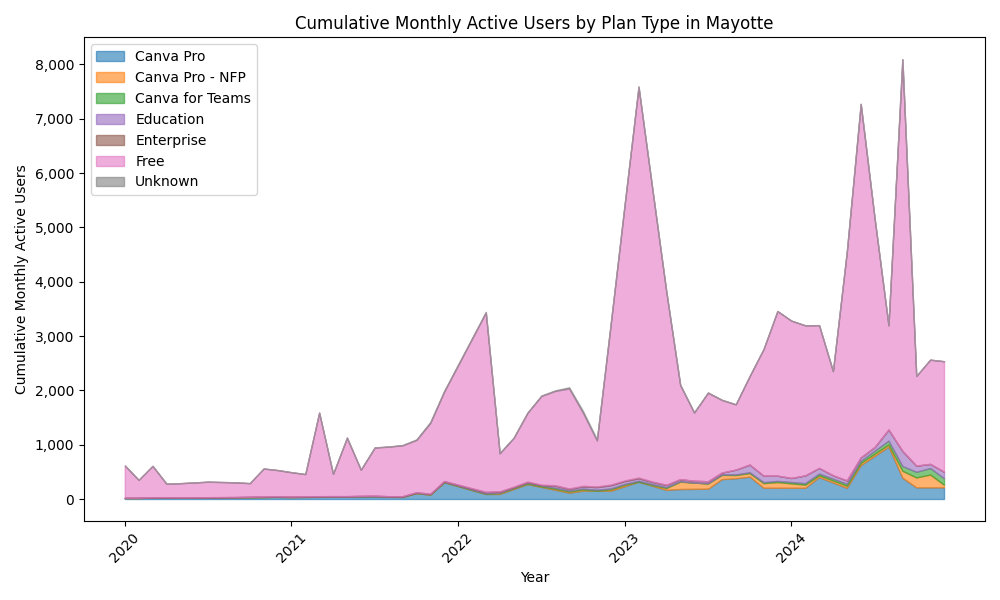 Cumulative Monthly Active Users by Plan Type in Mayotte
Canva Pro
Canva Pro - NFP
Canva for Teams
Education
Enterprise
Free
Unknown
Cumulative Monthly Active Users
8,000
7,000
6,000
5,000
4,000
3,000
2,000
1,000
0
2020
2021
2022
2023
2024
Year